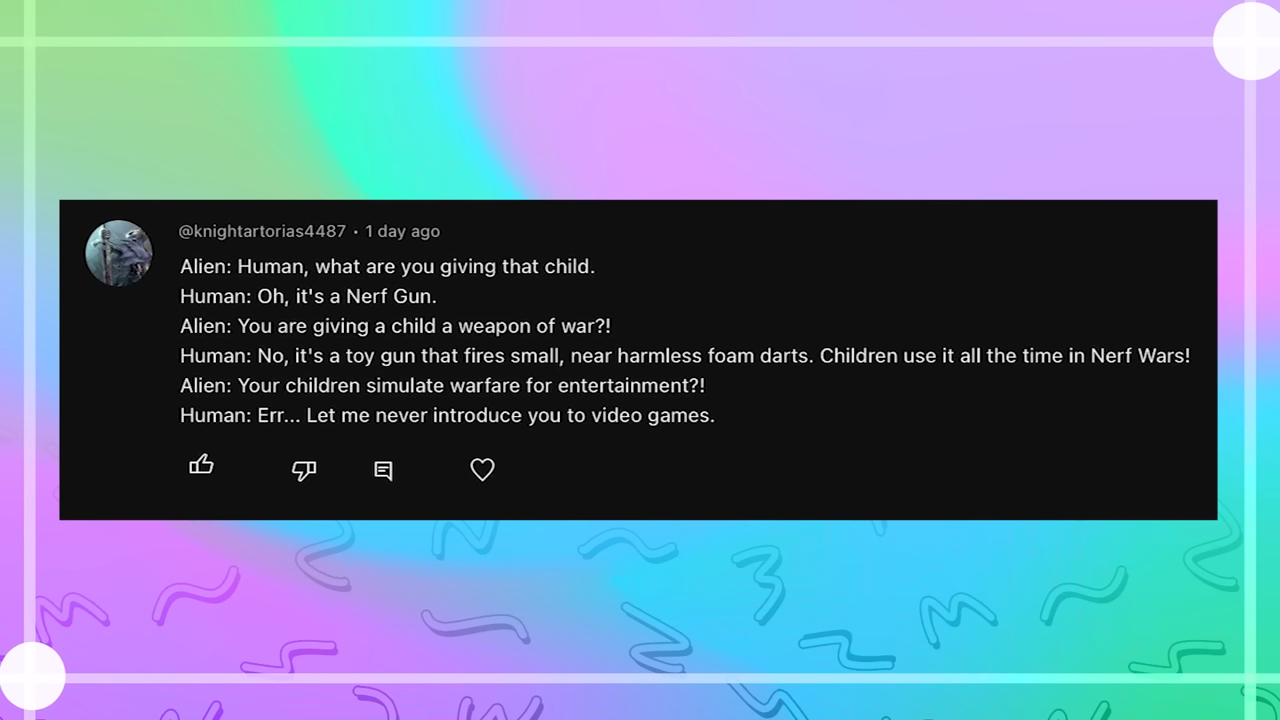 @knightartorias4487 · 1 day ago
Alien: Human, what are you giving that child.
Human: Oh, it's a Nerf Gun.
Alien: You are giving a child a weapon of war?!
Human: No, it's a toy gun that fires small, near harmless foam darts. Children use it all the time in Nerf Wars!
Alien: Your children simulate warfare for entertainment?!
Human: Err... Let me never introduce you to video games.